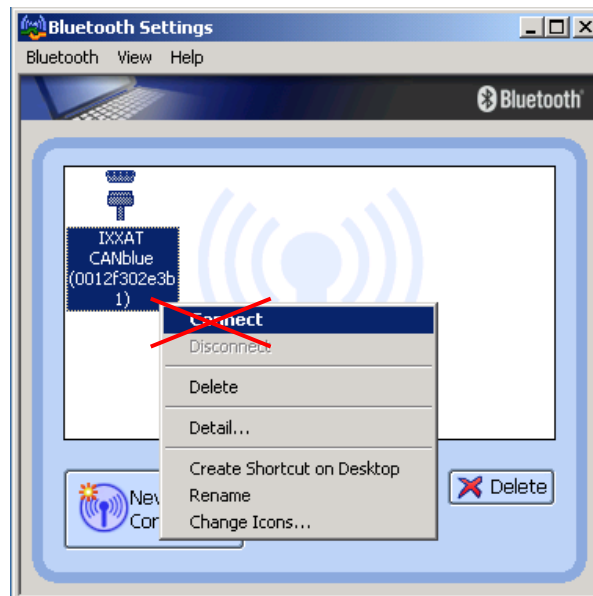 Bluetooth Settings
Bluetooth View Help
Bluetooth
IXXAT
CANblue
(0012f302e3b
1)
Connect
Disconnect
Delete
Detail...
Create Shortcut on Desktop
Rename
Change Icons...
Delete